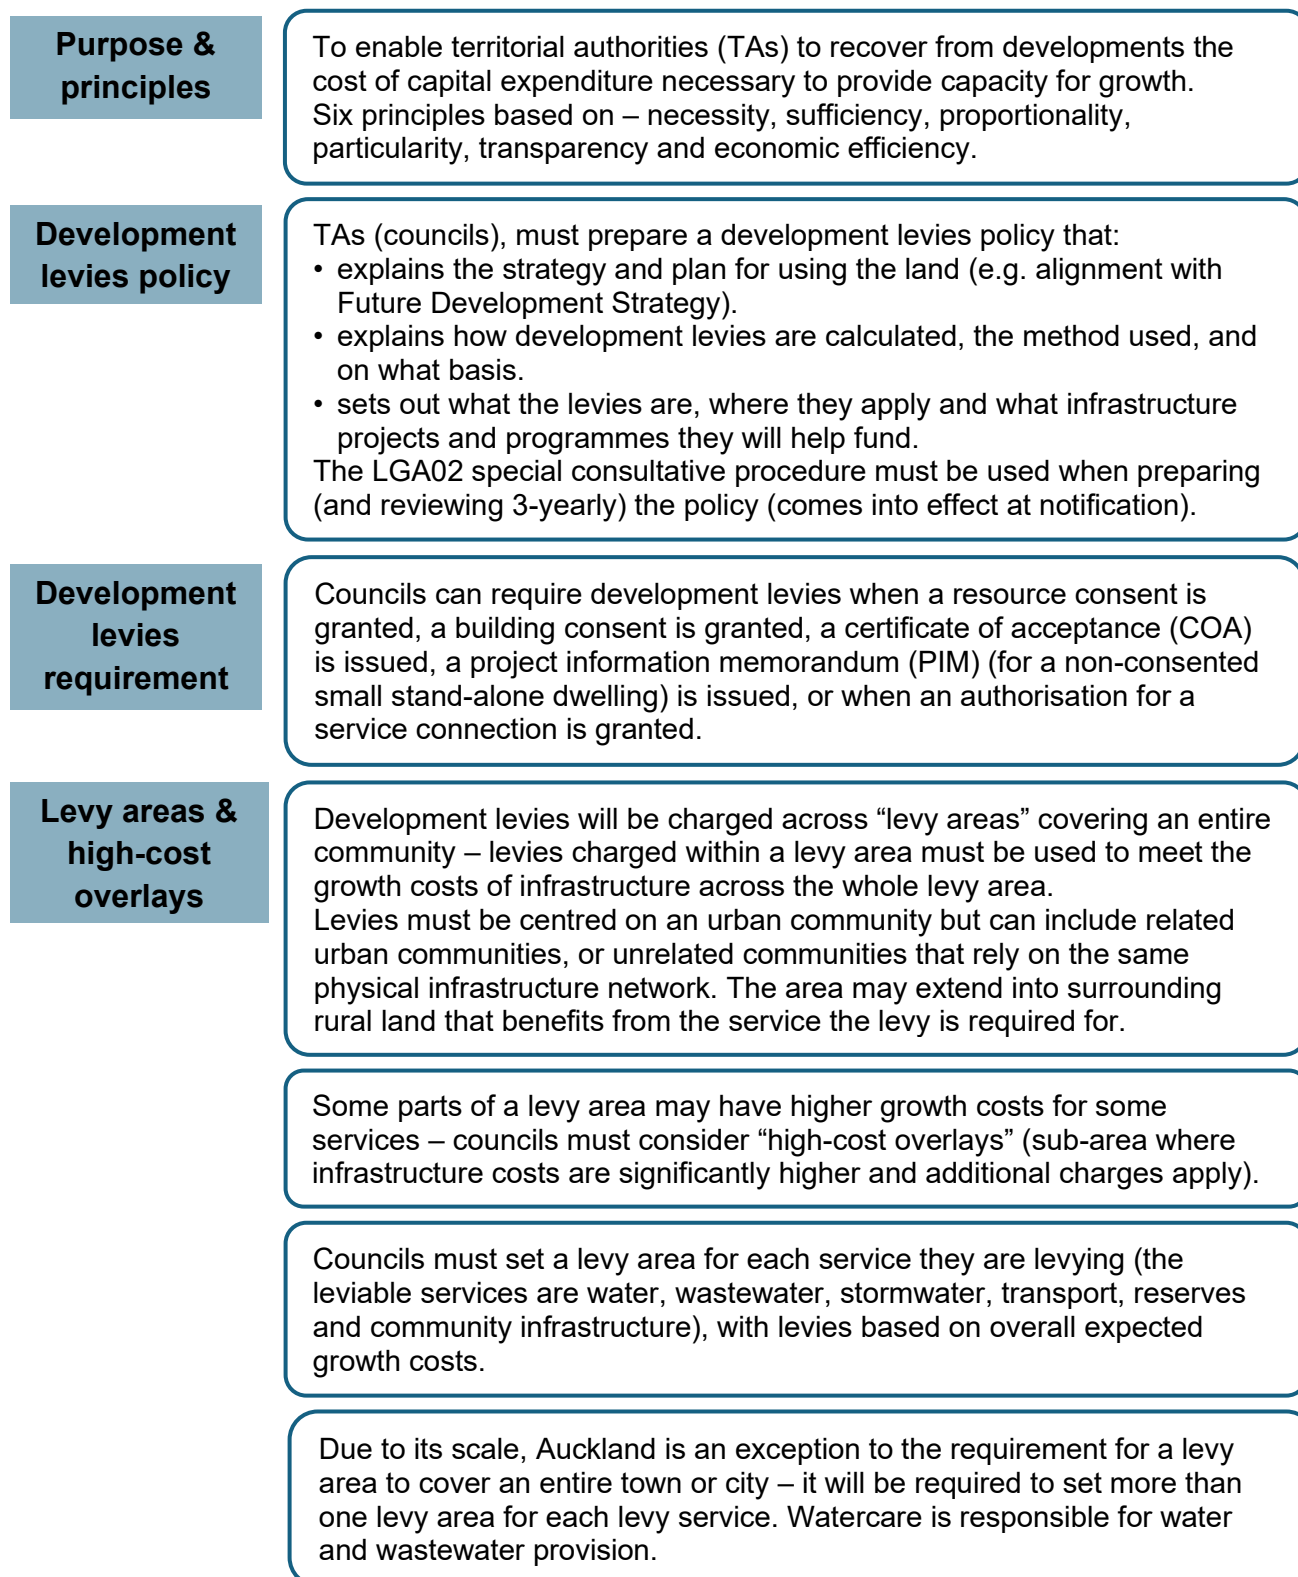 Purpose &
principles
To enable territorial authorities (TAs) to recover from developments the
cost of capital expenditure necessary to provide capacity for growth.
Six principles based on – necessity, sufficiency, proportionality,
particularity, transparency and economic efficiency.
Development
levies policy
TAs (councils), must prepare a development levies policy that:
• explains the strategy and plan for using the land (e.g. alignment with
Future Development Strategy).
• explains how development levies are calculated, the method used, and
on what basis.
• sets out what the levies are, where they apply and what infrastructure
projects and programmes they will help fund.
The LGA02 special consultative procedure must be used when preparing
(and reviewing 3-yearly) the policy (comes into effect at notification).
Development
levies
requirement
Councils can require development levies when a resource consent is
granted, a building consent is granted, a certificate of acceptance (COA)
is issued, a project information memorandum (PIM) (for a non-consented
small stand-alone dwelling) is issued, or when an authorisation for a
service connection is granted.
Levy areas &
high-cost
overlays
Development levies will be charged across “levy areas” covering an entire
community – levies charged within a levy area must be used to meet the
growth costs of infrastructure across the whole levy area.
Levies must be centred on an urban community but can include related
urban communities, or unrelated communities that rely on the same
physical infrastructure network. The area may extend into surrounding
rural land that benefits from the service the levy is required for.
Some parts of a levy area may have higher growth costs for some
services – councils must consider “high-cost overlays” (sub-area where
infrastructure costs are significantly higher and additional charges apply).
Councils must set a levy area for each service they are levying (the
leviable services are water, wastewater, stormwater, transport, reserves
and community infrastructure), with levies based on overall expected
growth costs.
Due to its scale, Auckland is an exception to the requirement for a levy
area to cover an entire town or city – it will be required to set more than
one levy area for each levy service. Watercare is responsible for water
and wastewater provision.